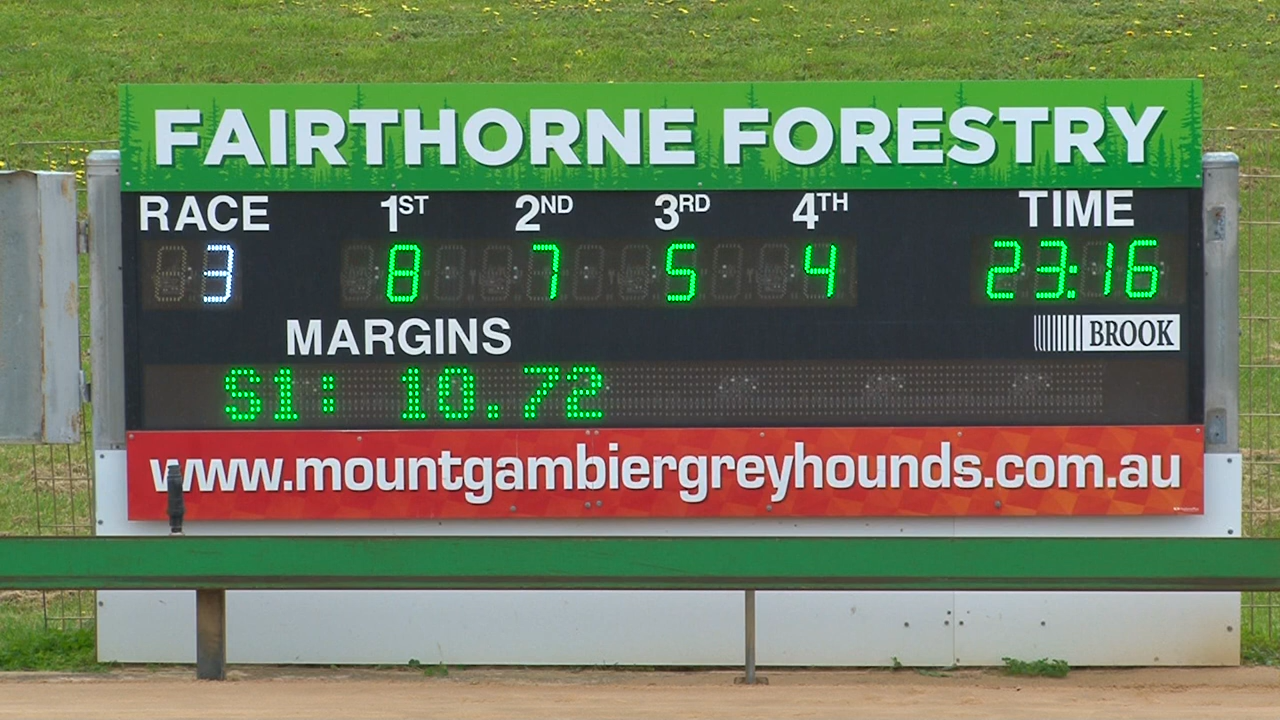 FAIRTHORNE FORESTRY
RACE 1ST 2ND 3RD 4TH TIME
3 8 7 5 4 23:16
MARGINS BROOK
S1: 10.72
www.mountgambiergreyhounds.com.au